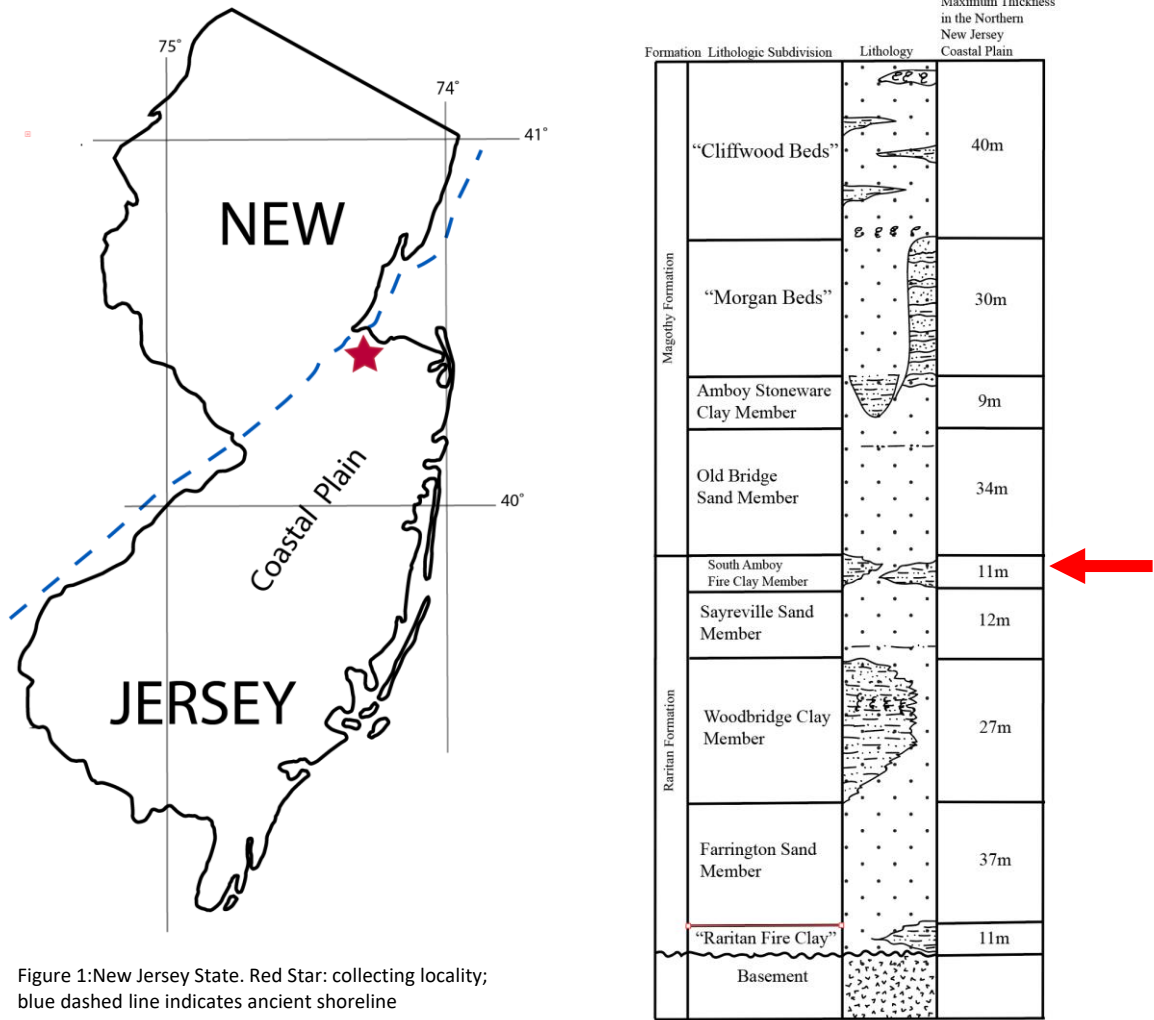 75°
74°
41°
NEW
Coastal Plain
40°
JERSEY
Figure 1:New Jersey State. Red Star: collecting locality;
blue dashed line indicates ancient shoreline
Maximum Thickness
in the Northern
New Jersey
Coastal Plain
Formation Lithologic Subdivision Lithology
Magothy Formation
“Cliffwood Beds”
40m
“Morgan Beds”
30m
Amboy Stoneware
Clay Member
9m
Old Bridge
Sand Member
34m
Raritan Formation
South Amboy
Fire Clay Member
11m
Sayreville Sand
Member
12m
Woodbridge Clay
Member
27m
Farrington Sand
Member
37m
“Raritan Fire Clay”
11m
Basement